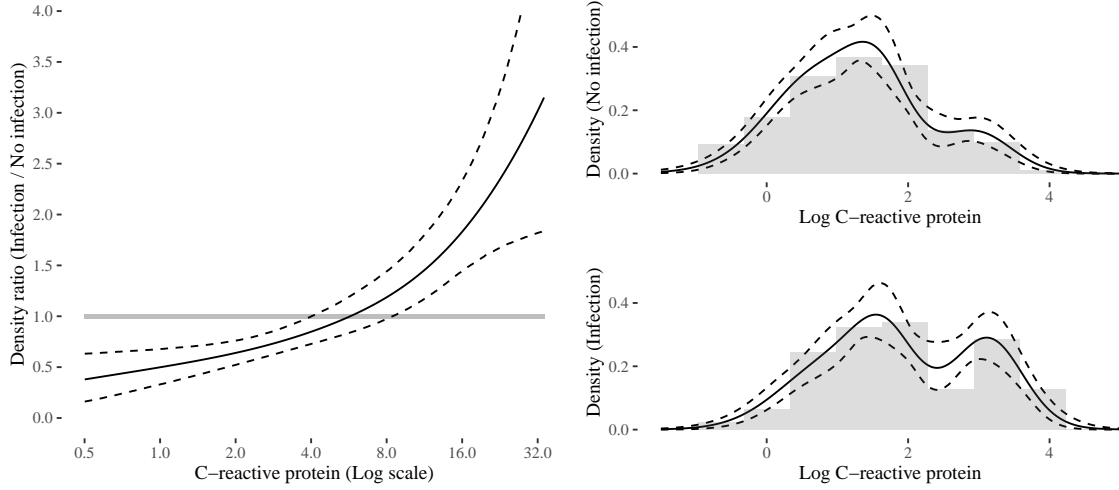 Density ratio (Infection / No infection)
4.0
3.5
3.0
2.5
2.0
1.5
1.0
0.5
0.0
0.5 1.0 2.0 4.0 8.0 16.0 32.0
C−reactive protein (Log scale)
Density (No infection)
0.4
0.2
0.0
0 2 4
Log C−reactive protein
Density (Infection)
0.4
0.2
0.0
0 2 4
Log C−reactive protein